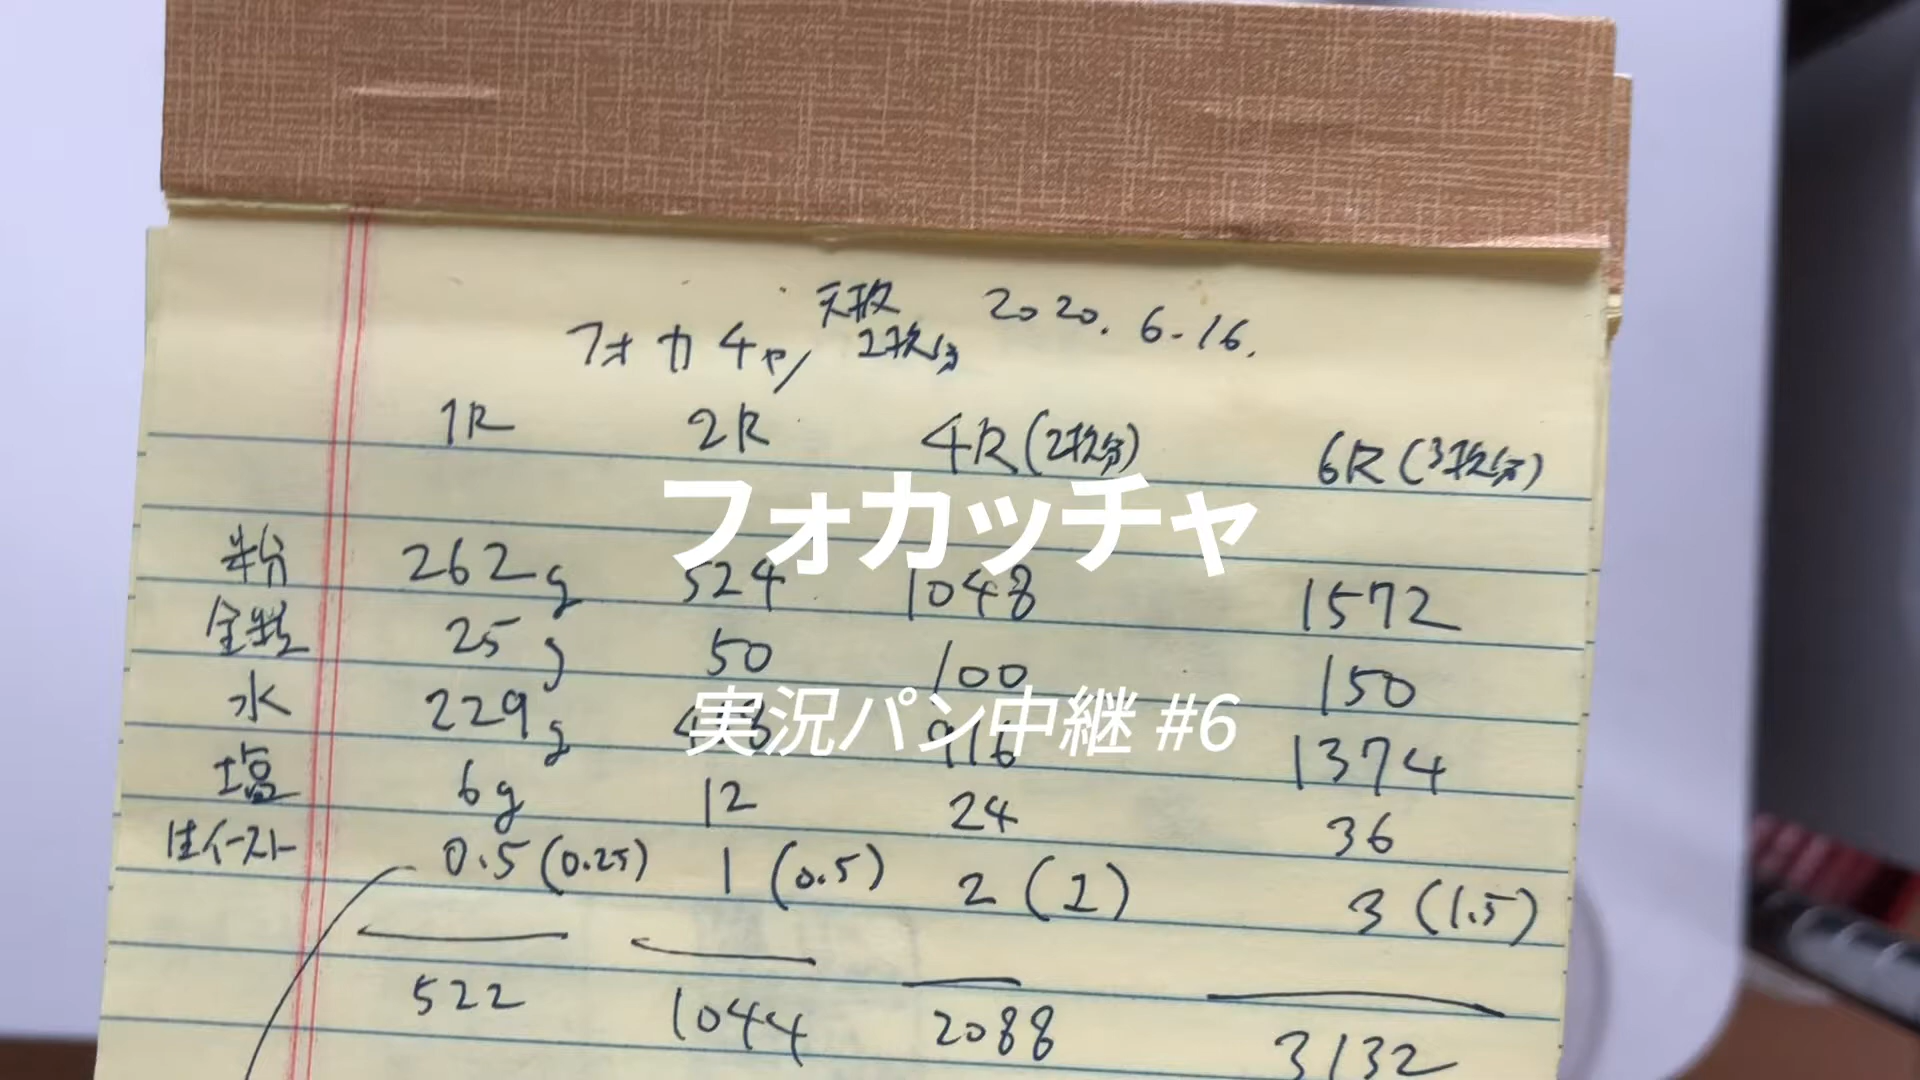 天板 2020.6.16.
フォカチャ 2枚分
1R 2R 4R(2枚分) 6R(3枚分)
フォカッチャ
粉 262g 524 1048 1572
全粒 25g 50 100 150
実況パン中継 #6
水 229g 458 916 1374
塩 6g 12 24 36
生イースト 0.5(0.25) 1(0.5) 2(1) 3(1.5)
522 1044 2088 3132